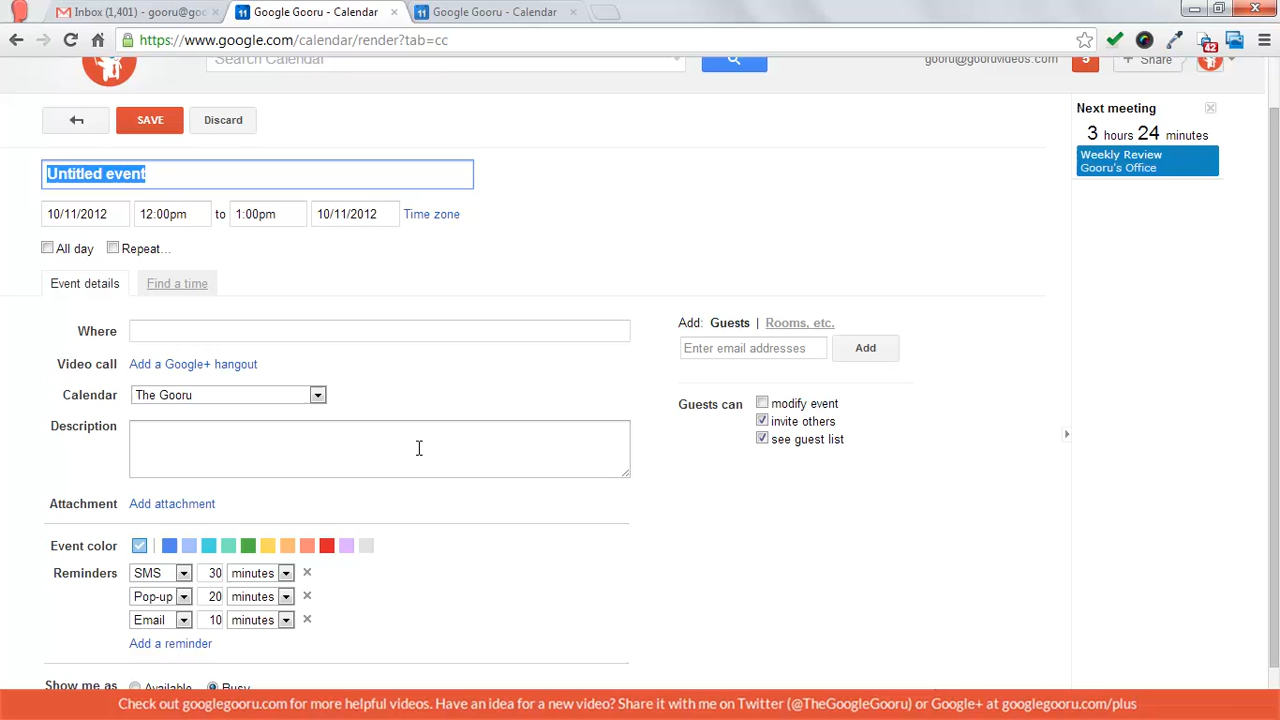 Inbox (1,401) - gooru@goo
Google Gooru - Calendar
Google Gooru - Calendar
https://www.google.com/calendar/render?tab=cc
42
Search Calendar
gooru@gooruvideos.com
5
+ Share
SAVE
Discard
Next meeting
3 hours 24 minutes
Weekly Review
Gooru's Office
Untitled event
10/11/2012 12:00pm to 1:00pm 10/11/2012 Time zone
All day Repeat...
Event details Find a time
Where
Video call Add a Google+ hangout
Calendar The Gooru
Description
Attachment Add attachment
Event color
Reminders SMS 30 minutes
Pop-up 20 minutes
Email 10 minutes
Add a reminder
Show me as Available Busy
Add: Guests | Rooms, etc.
Enter email addresses Add
Guests can modify event
invite others
see guest list
Check out googlegooru.com for more helpful videos. Have an idea for a new video? Share it with me on Twitter (@TheGoogleGooru) or Google+ at googlegooru.com/plus